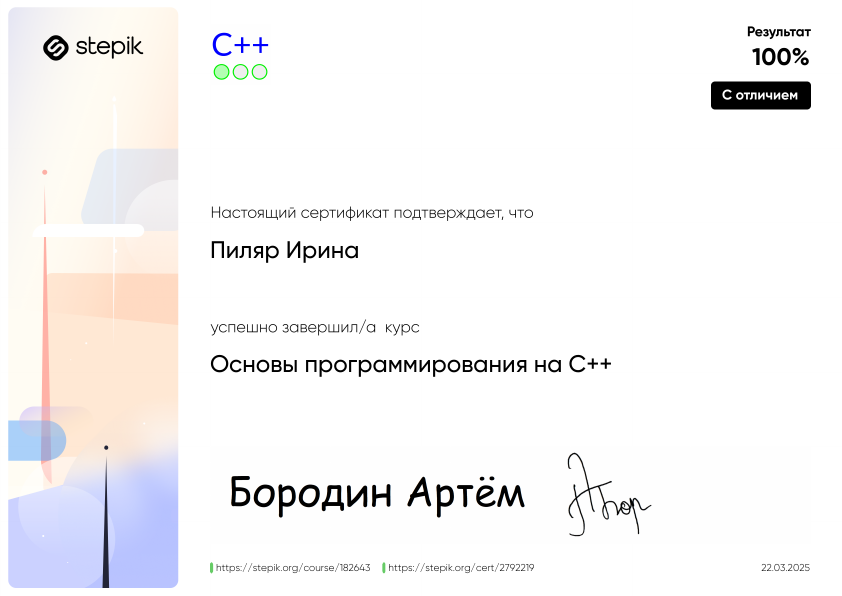 stepik
C++
Результат
100%
С отличием
Настоящий сертификат подтверждает, что
Пиляр Ирина
успешно завершил/а курс
Основы программирования на C++
Бородин Артём
https://stepik.org/course/182643 https://stepik.org/cert/2792219
22.03.2025